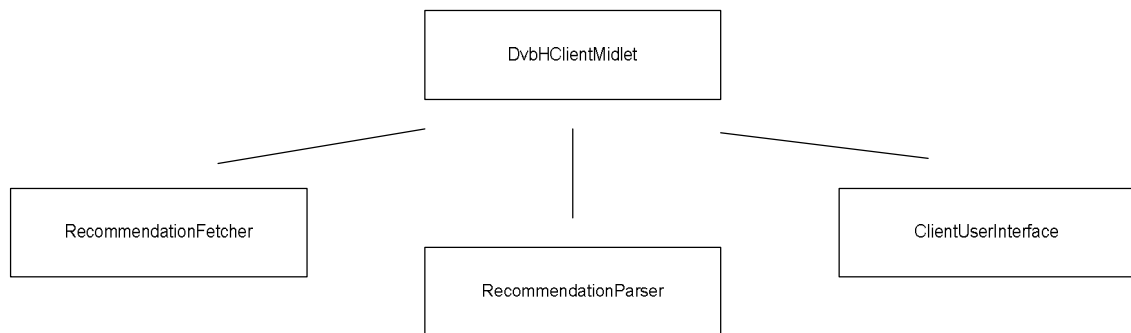 DvbHClientMidlet
RecommendationFetcher
ClientUserInterface
RecommendationParser